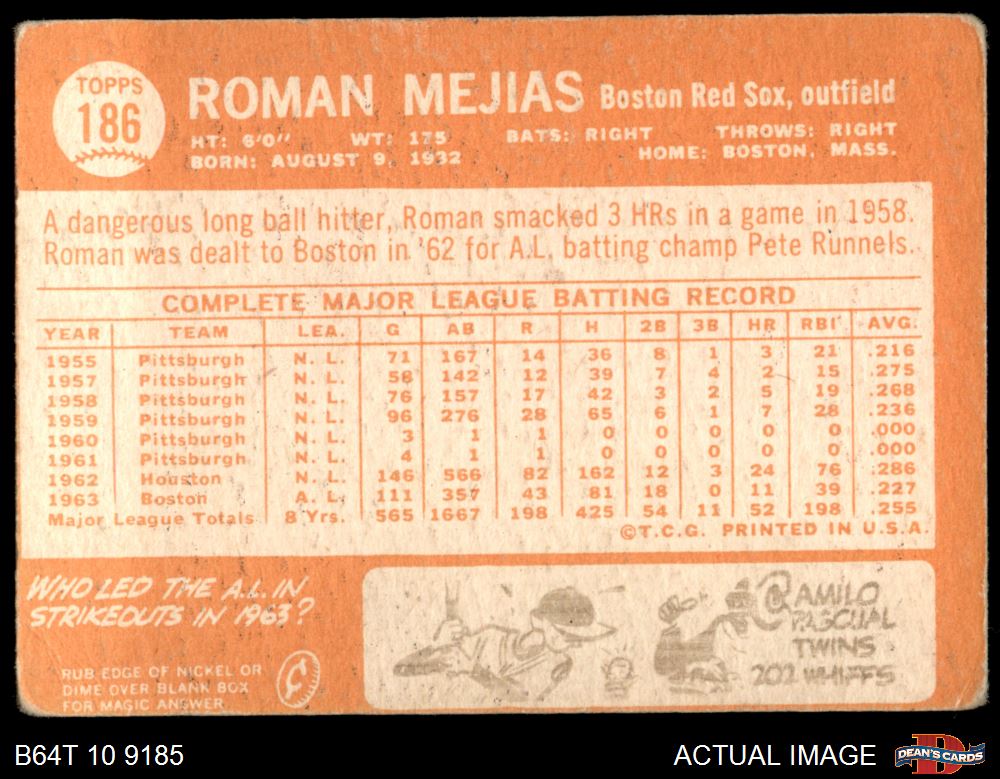 TOPPS
186
ROMAN MEJIAS Boston Red Sox, outfield
HT: 6'0" WT: 175 BATS: RIGHT THROWS: RIGHT
BORN: AUGUST 9, 1932 HOME: BOSTON, MASS.
A dangerous long ball hitter, Roman smacked 3 HRs in a game in 1958.
Roman was dealt to Boston in '62 for A.L. batting champ Pete Runnels.
COMPLETE MAJOR LEAGUE BATTING RECORD
YEAR TEAM LEA. G AB R H 2B 3B HR RBI AVG.
1955 Pittsburgh N. L. 71 167 14 36 8 1 3 21 .216
1957 Pittsburgh N. L. 58 142 12 39 7 4 2 15 .275
1958 Pittsburgh N. L. 76 157 17 42 3 2 5 19 .268
1959 Pittsburgh N. L. 96 276 28 65 6 1 7 28 .236
1960 Pittsburgh N. L. 3 1 1 0 0 0 0 0 .000
1961 Pittsburgh N. L. 4 1 1 0 0 0 0 0 .000
1962 Houston N. L. 146 566 82 162 12 3 24 76 .286
1963 Boston A. L. 111 357 43 81 18 0 11 39 .227
Major League Totals 8 Yrs. 565 1667 198 425 54 11 52 198 .255
©T.C.G. PRINTED IN U.S.A.
WHO LED THE A.L. IN
STRIKEOUTS IN 1963?
RUB EDGE OF NICKEL OR
DIME OVER BLANK BOX
FOR MAGIC ANSWER
CAMILO
PASCUAL
TWINS
202 WHIFFS
B64T 10 9185
ACTUAL IMAGE
DEAN'S CARDS